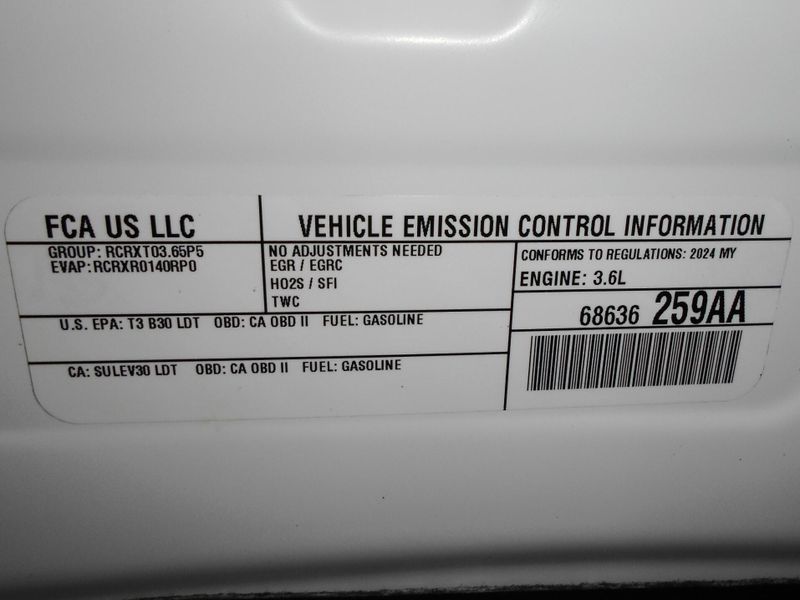 FCA US LLC
VEHICLE EMISSION CONTROL INFORMATION
GROUP: RCRXT03.65P5
EVAP:RCRXR0140RP0
NO ADJUSTMENTS NEEDED
EGR / EGRC
HO2S / SFI
TWC
CONFORMS TO REGULATIONS: 2024 MY
ENGINE: 3.6L
68636 259AA
U.S. EPA: T3 B30 LDT OBD: CA OBD II FUEL: GASOLINE
CA: SULEV30 LDT OBD: CA OBD II FUEL: GASOLINE